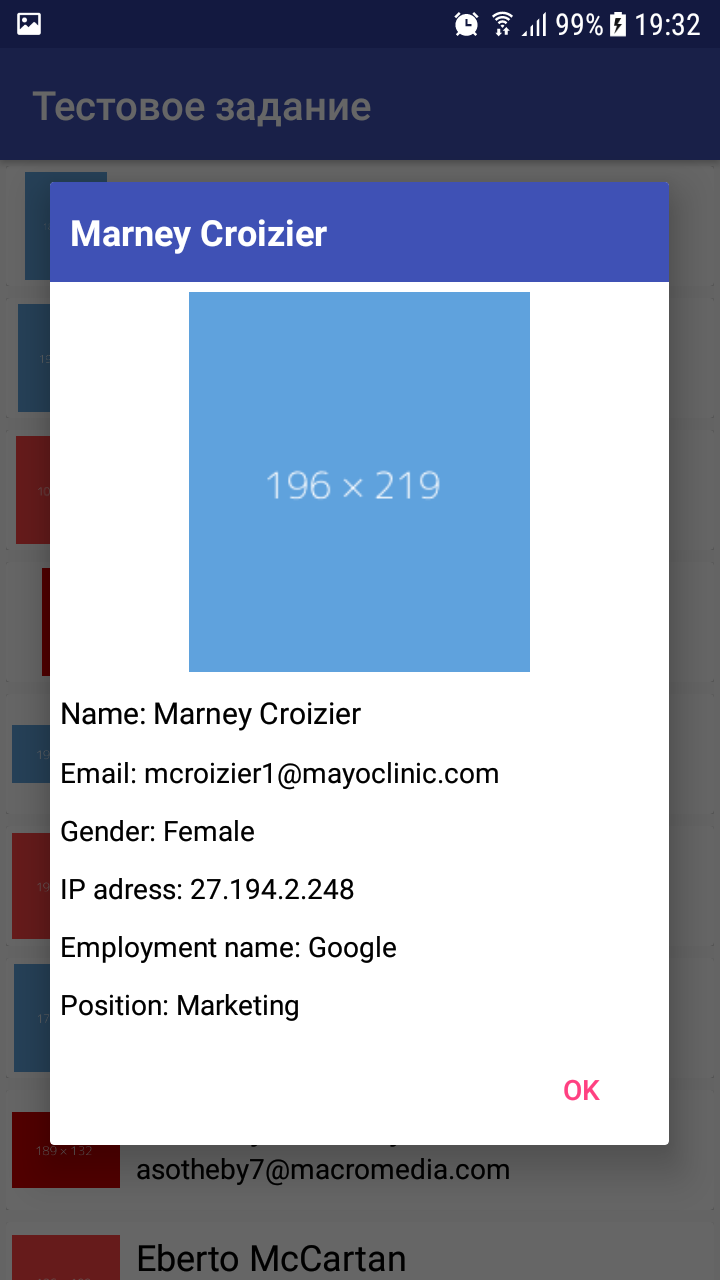 99% 19:32
Тестовое задание
Marney Croizier
196 × 219
Name: Marney Croizier
Email: mcroizier1@mayoclinic.com
Gender: Female
IP adress: 27.194.2.248
Employment name: Google
Position: Marketing
OK
189 × 132
asotheby7@macromedia.com
Eberto McCartan